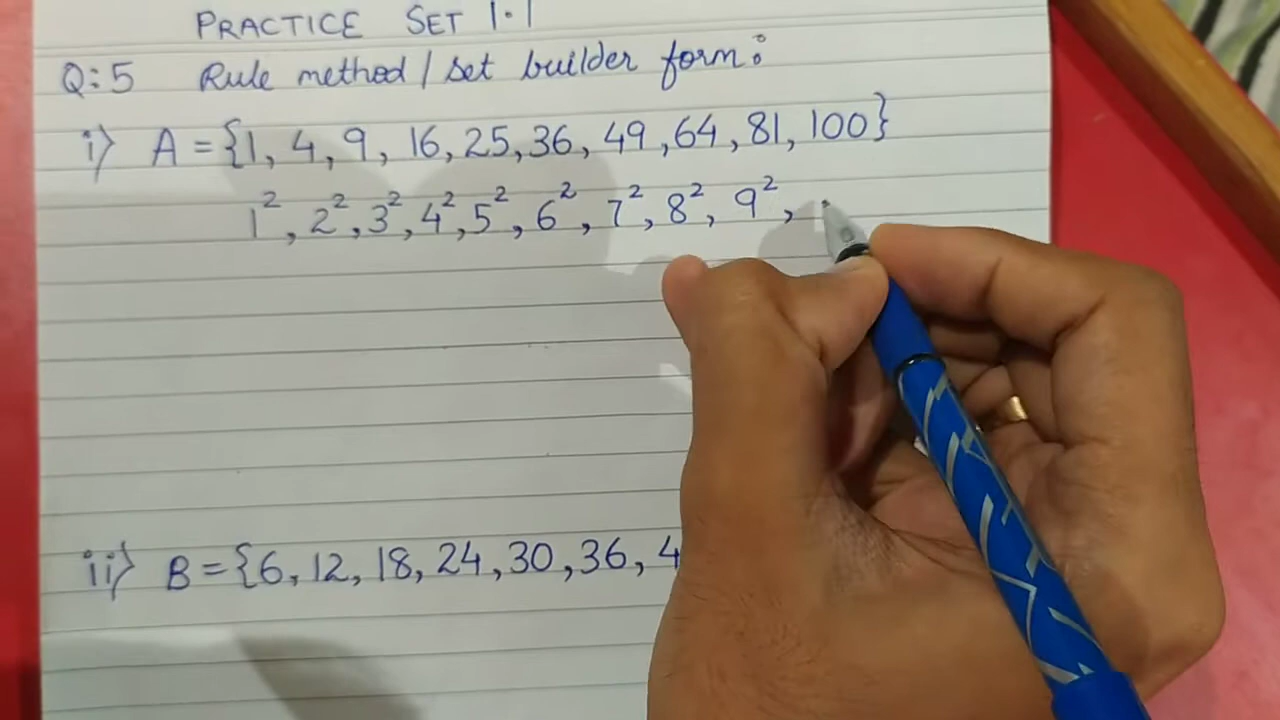 PRACTICE SET 1.1
Q:5 Rule method / set builder form:
i) A = {1, 4, 9, 16, 25, 36, 49, 64, 81, 100}
1², 2², 3², 4², 5², 6², 7², 8², 9²,
ii) B = {6, 12, 18, 24, 30, 36, 4